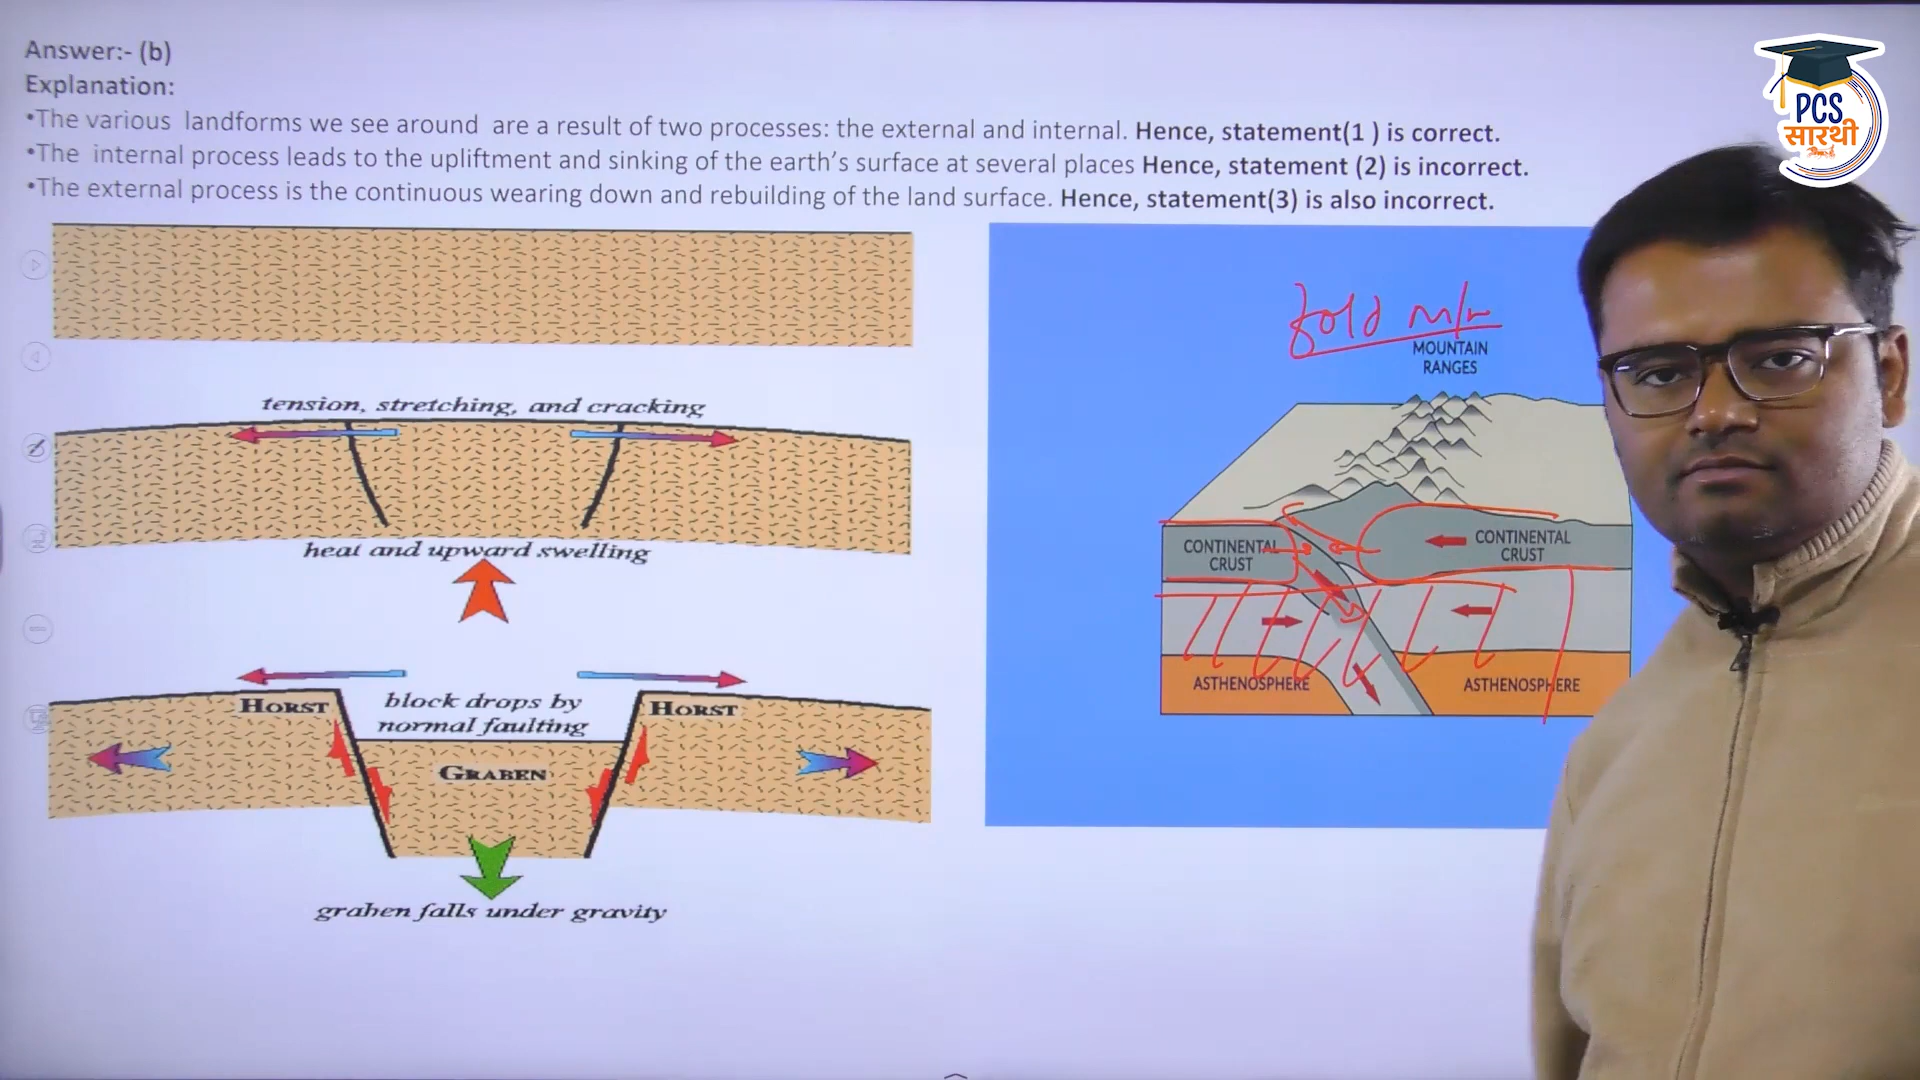 Answer:- (b)
Explanation:
•The various landforms we see around are a result of two processes: the external and internal. Hence, statement(1 ) is correct.
•The internal process leads to the upliftment and sinking of the earth’s surface at several places Hence, statement (2) is incorrect.
•The external process is the continuous wearing down and rebuilding of the land surface. Hence, statement(3) is also incorrect.
PCS
सारथी
tension, stretching, and cracking
heat and upward swelling
HORST
block drops by
normal faulting
HORST
GRABEN
graben falls under gravity
fold m/n
MOUNTAIN
RANGES
CONTINENTAL
CRUST
CONTINENTAL
CRUST
ASTHENOSPHERE
ASTHENOSPHERE